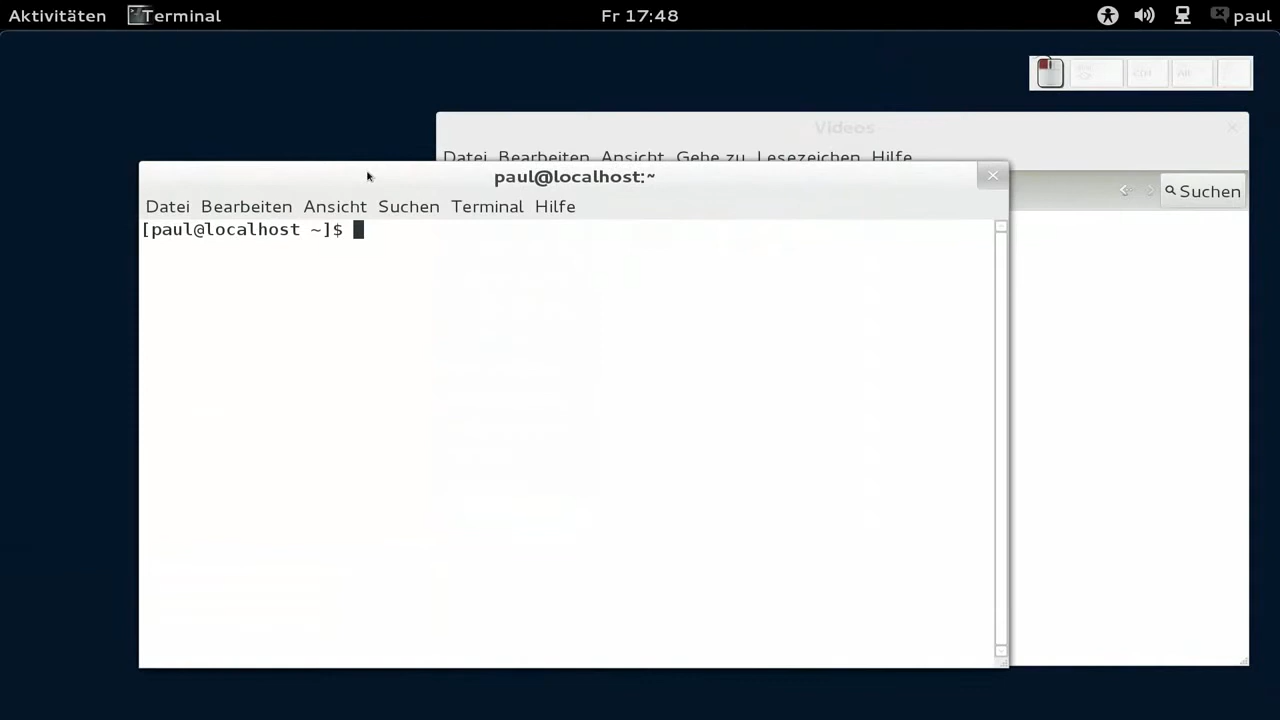 Aktivitäten Terminal Fr 17:48 paul
Videos
Datei Bearbeiten Ansicht Gehe zu Lesezeichen Hilfe
paul@localhost:~
Suchen
Datei Bearbeiten Ansicht Suchen Terminal Hilfe
[paul@localhost ~]$